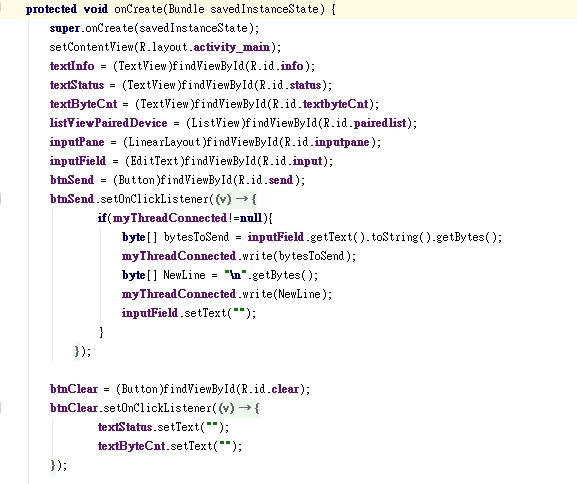 protected void onCreate(Bundle savedInstanceState) {
super.onCreate(savedInstanceState);
setContentView(R.layout.activity_main);
textInfo = (TextView)findViewById(R.id.info);
textStatus = (TextView)findViewById(R.id.status);
textByteCnt = (TextView)findViewById(R.id.textbyteCnt);
listViewPairedDevice = (ListView)findViewById(R.id.pairedlist);
inputPane = (LinearLayout)findViewById(R.id.inputpane);
inputField = (EditText)findViewById(R.id.input);
btnSend = (Button)findViewById(R.id.send);
btnSend.setOnClickListener((v) → {
if(myThreadConnected!=null){
byte[] bytesToSend = inputField.getText().toString().getBytes();
myThreadConnected.write(bytesToSend);
byte[] NewLine = "\n".getBytes();
myThreadConnected.write(NewLine);
inputField.setText("");
}
});
btnClear = (Button)findViewById(R.id.clear);
btnClear.setOnClickListener((v) → {
textStatus.setText("");
textByteCnt.setText("");
});